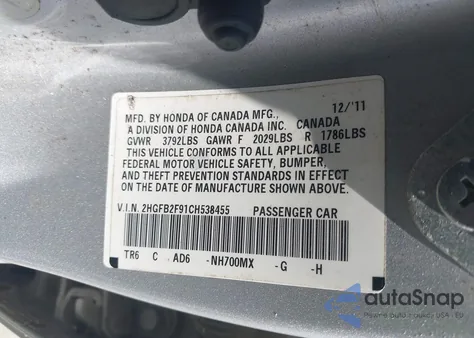 MFD. BY HONDA OF CANADA MFG., 12/'11
A DIVISION OF HONDA CANADA INC. CANADA
GVWR 3792LBS GAWR F 2029LBS R 1786LBS
THIS VEHICLE CONFORMS TO ALL APPLICABLE
FEDERAL MOTOR VEHICLE SAFETY, BUMPER,
AND THEFT PREVENTION STANDARDS IN EFFECT
ON THE DATE OF MANUFACTURE SHOWN ABOVE.
V.I.N. 2HGFB2F91CH538455 PASSENGER CAR
TR6 C .AD6 -NH700MX -G -H
autoSnap